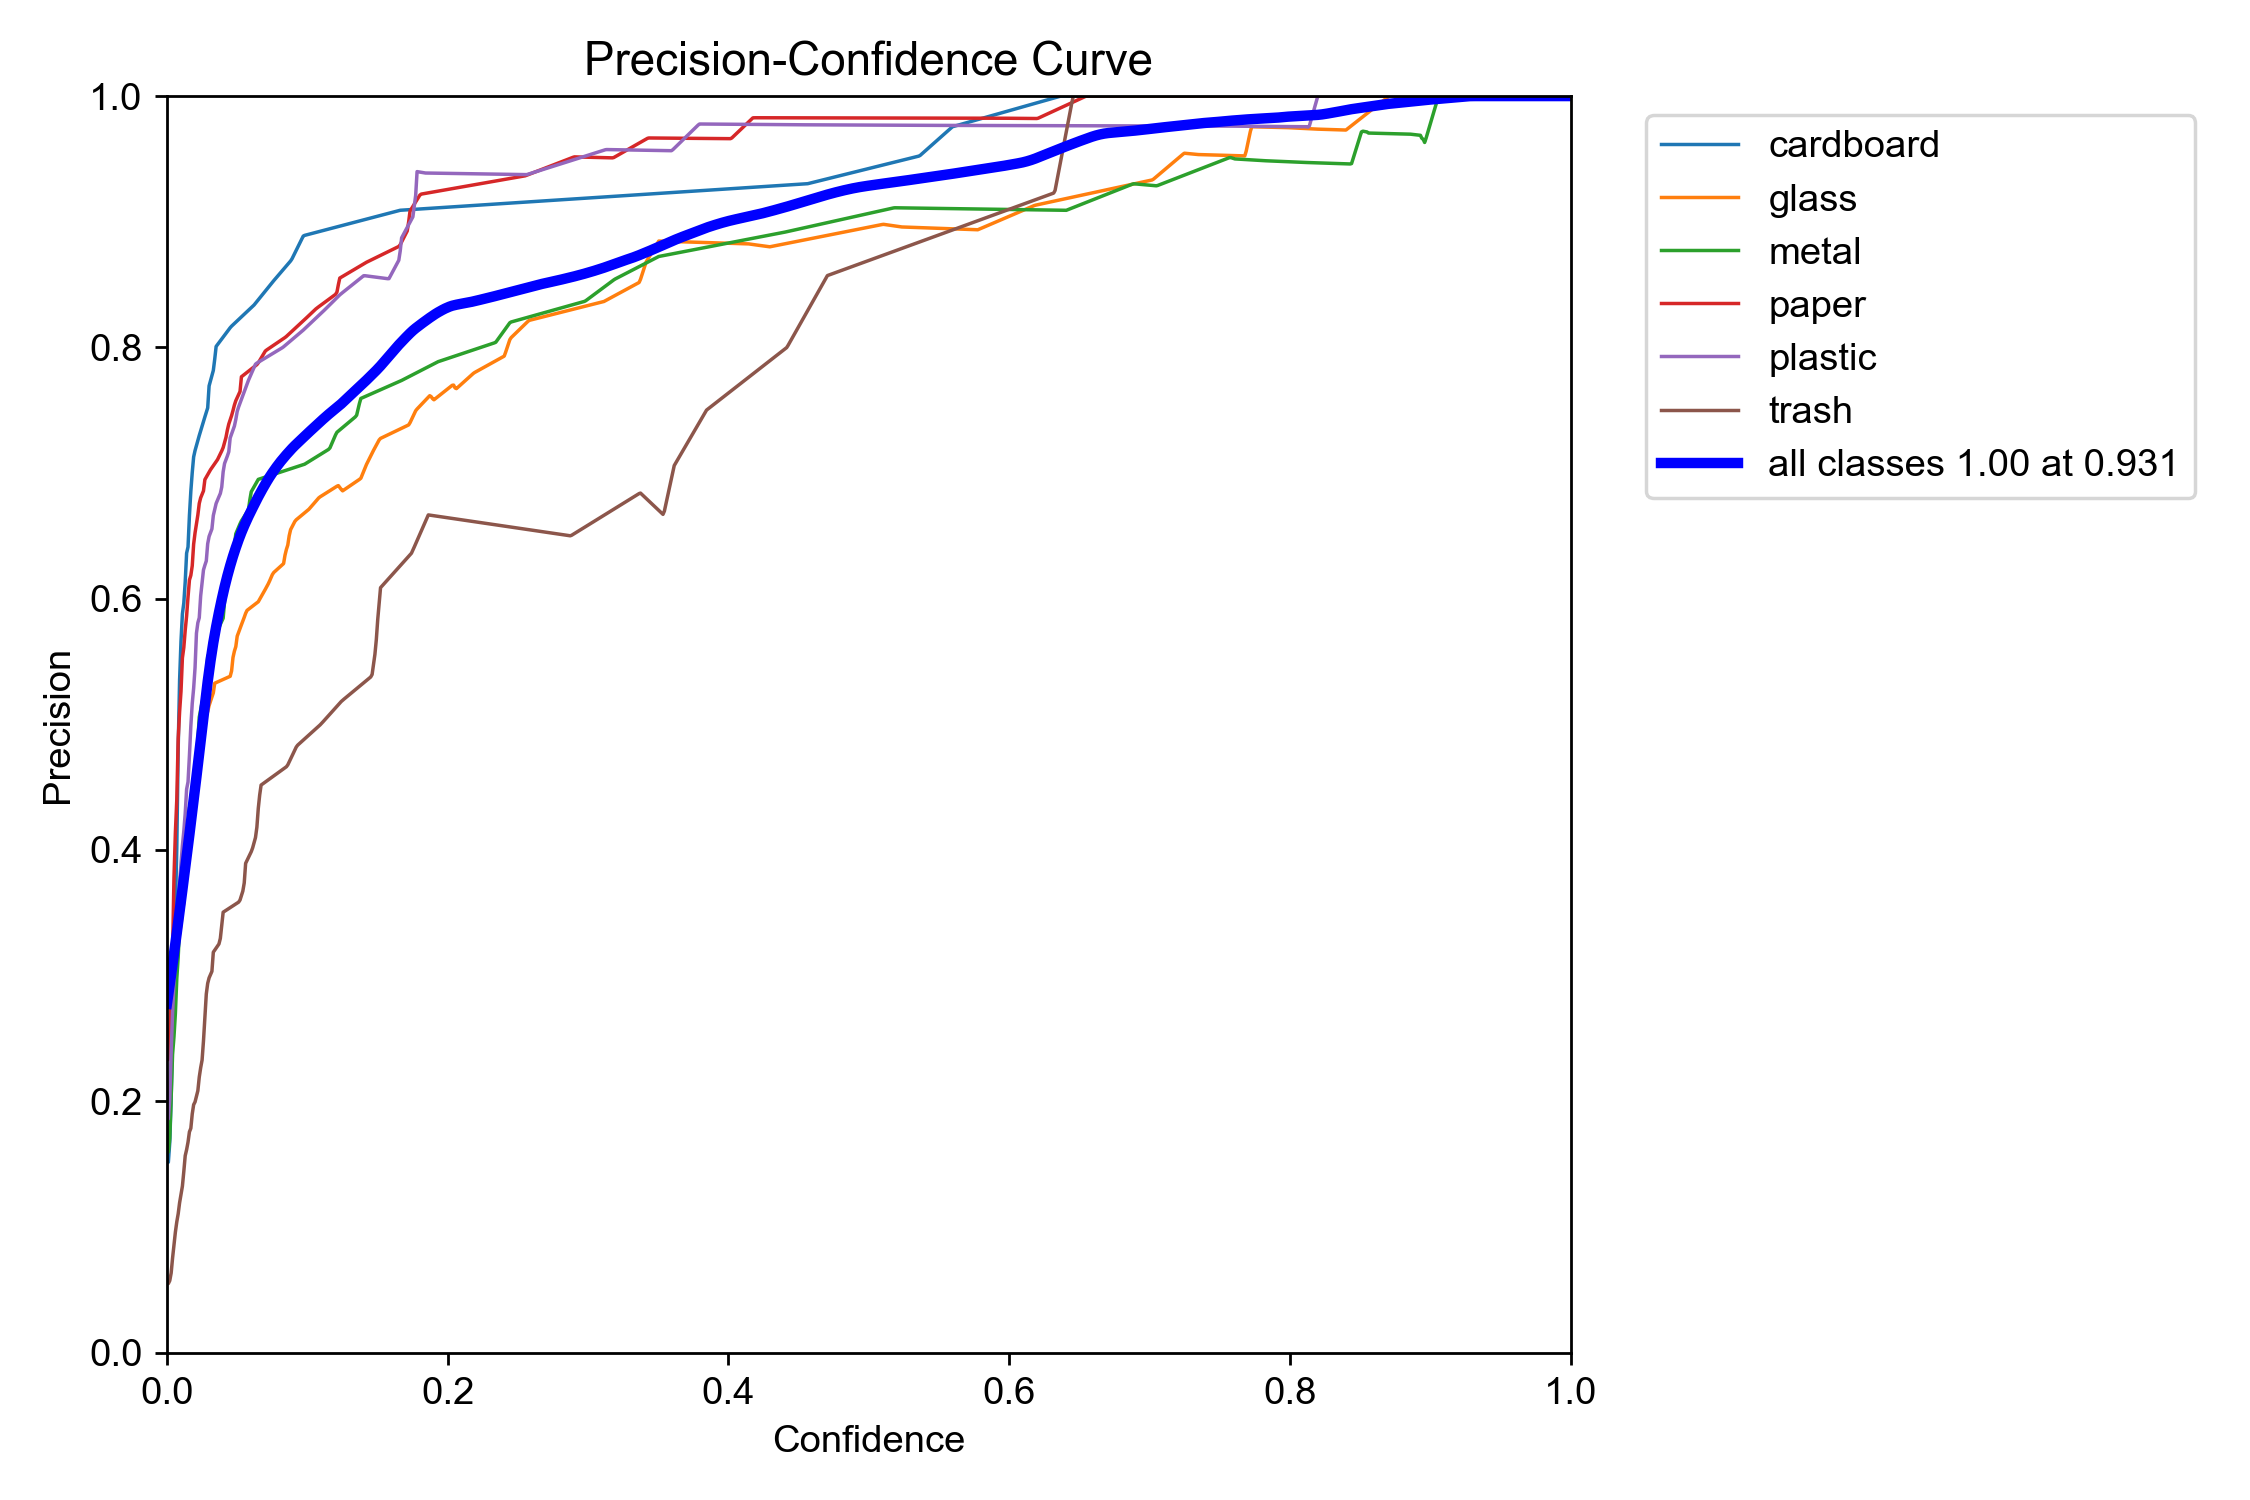 Precision-Confidence Curve
1.0
0.8
0.6
0.4
0.2
0.0
Precision
0.0 0.2 0.4 0.6 0.8 1.0
Confidence
cardboard
glass
metal
paper
plastic
trash
all classes 1.00 at 0.931